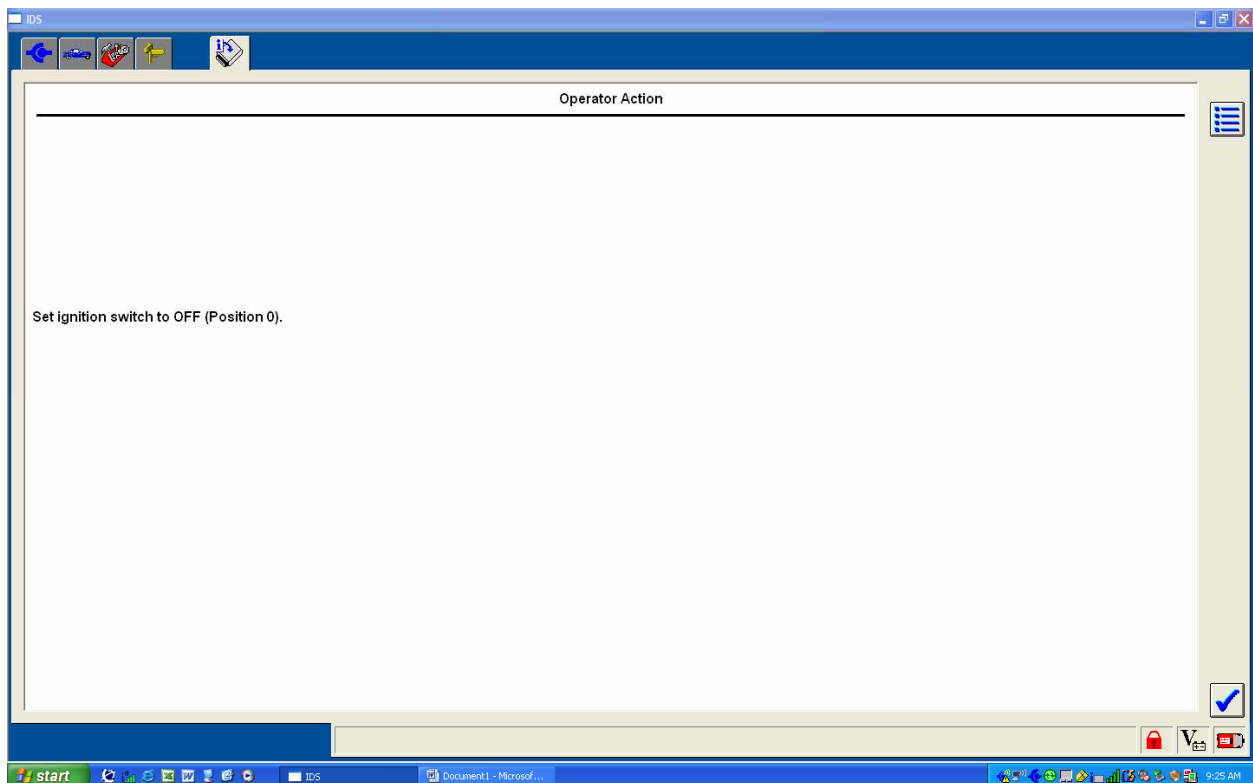 IDS
Operator Action
Set ignition switch to OFF (Position 0).
start
IDS
Document1 - Microsof...
9:25 AM